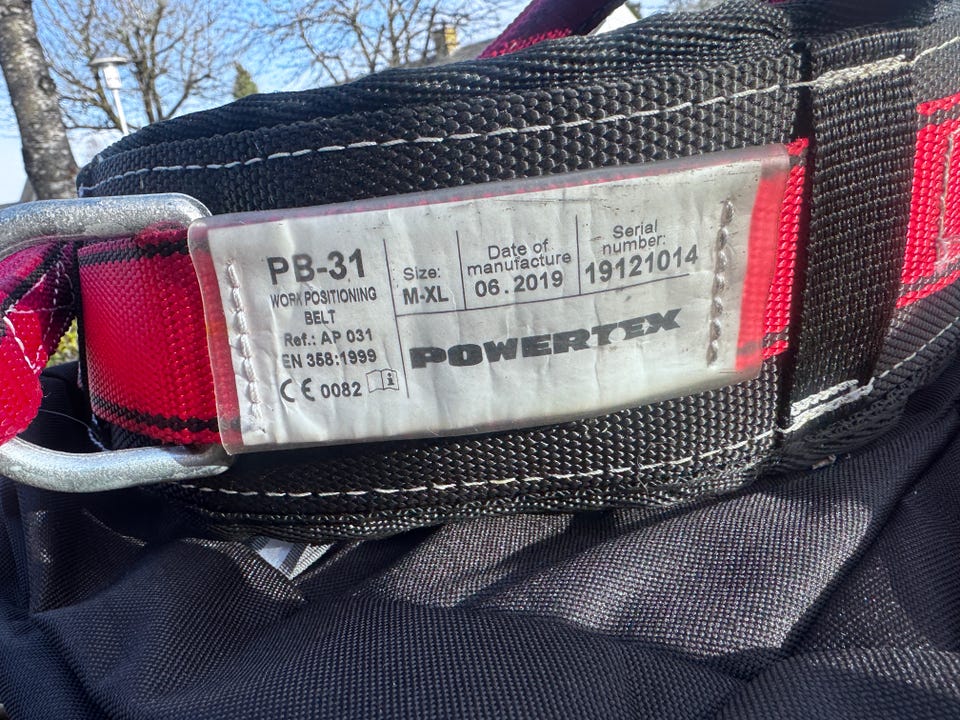 PB-31
WORK POSITIONING
BELT
Ref.: AP 031
EN 358:1999
CE 0082
Size:
M-XL
Date of
manufacture
06.2019
Serial
number:
19121014
POWERTEX